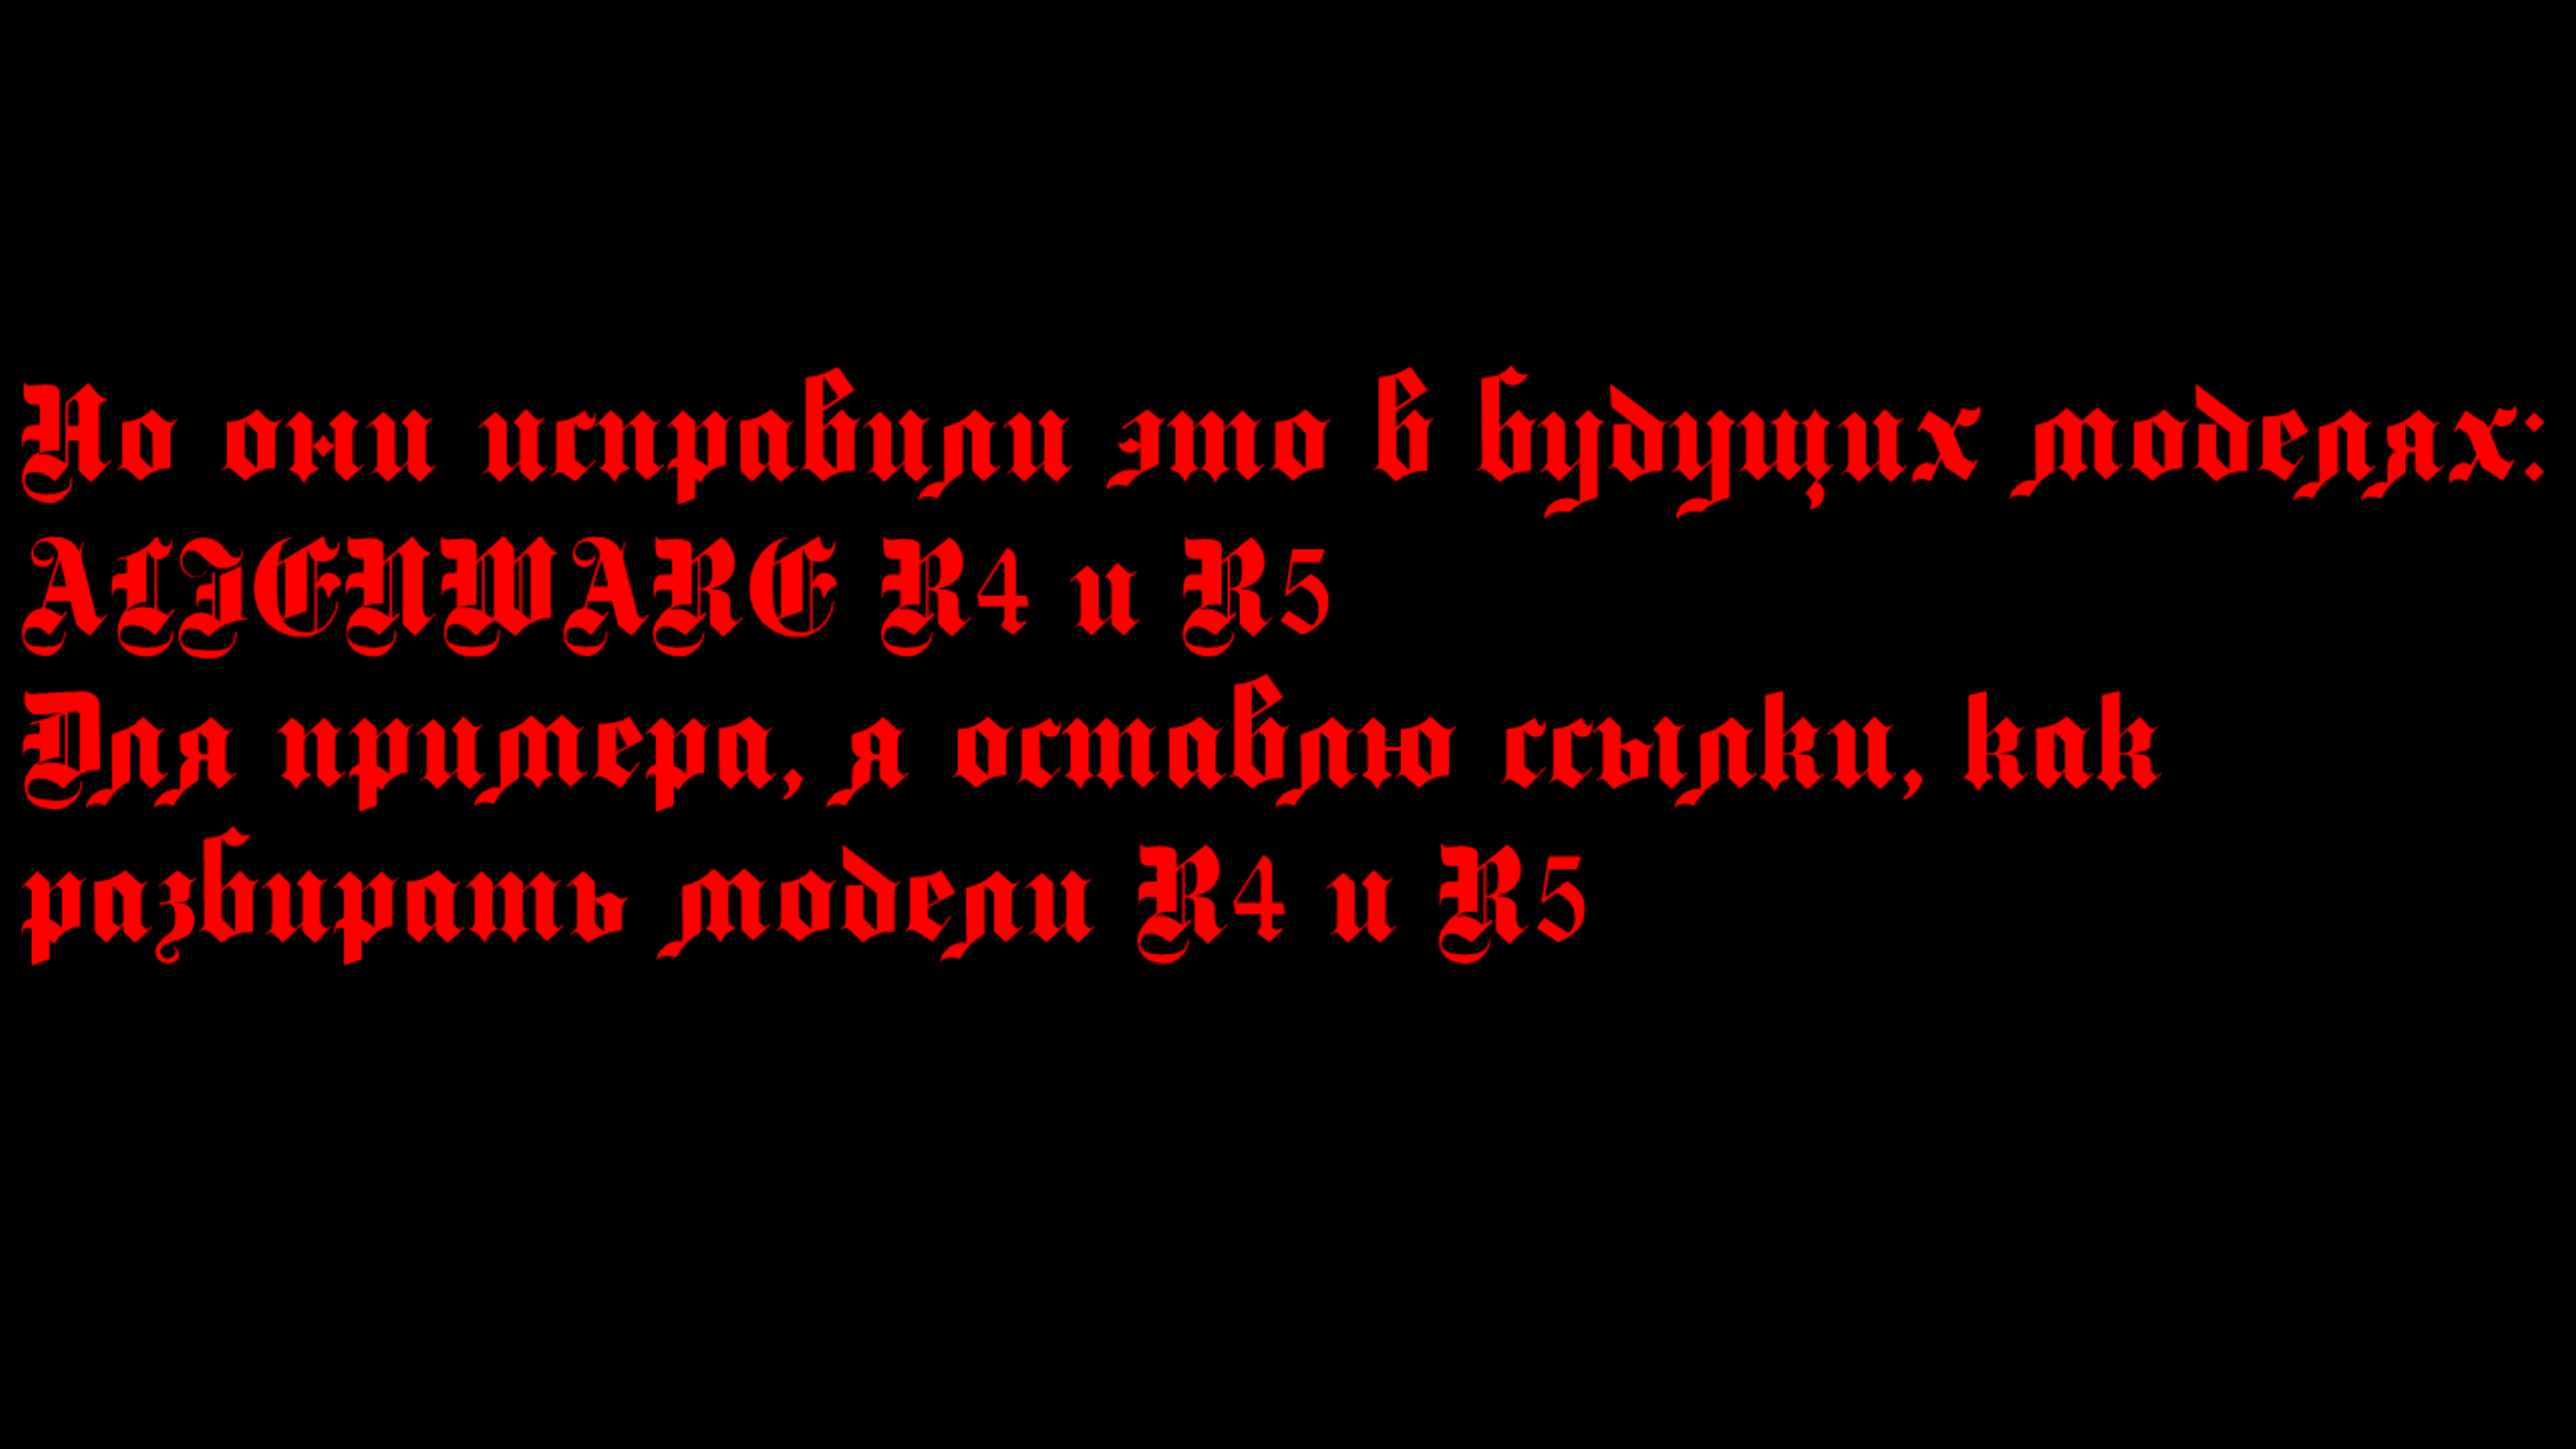 Но они исправили это в будущих моделях:
ALIENWARE R4 и R5
Для примера, я оставлю ссылки, как
разбирать модели R4 и R5